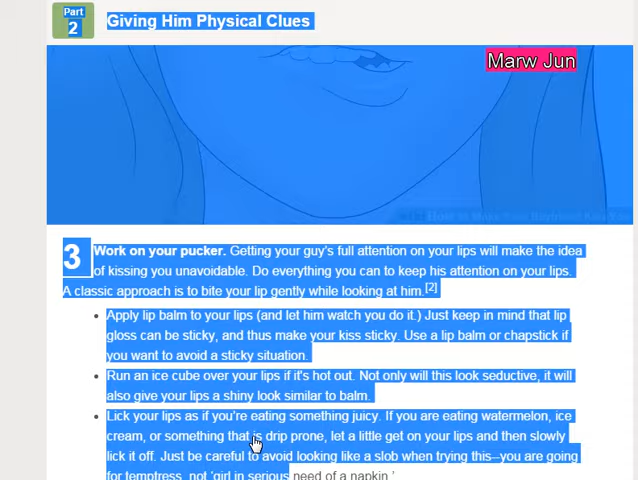 Part
2
Giving Him Physical Clues
Marw Jun
How to Make Your Boyfriend Kiss You
3
Work on your pucker. Getting your guy's full attention on your lips will make the idea
of kissing you unavoidable. Do everything you can to keep his attention on your lips.
A classic approach is to bite your lip gently while looking at him.[2]
• Apply lip balm to your lips (and let him watch you do it.) Just keep in mind that lip
gloss can be sticky, and thus make your kiss sticky. Use a lip balm or chapstick if
you want to avoid a sticky situation.
• Run an ice cube over your lips if it's hot out. Not only will this look seductive, it will
also give your lips a shiny look similar to balm.
• Lick your lips as if you're eating something juicy. If you are eating watermelon, ice
cream, or something that is drip prone, let a little get on your lips and then slowly
lick it off. Just be careful to avoid looking like a slob when trying this--you are going
for temptress, not 'girl in serious need of a napkin.'